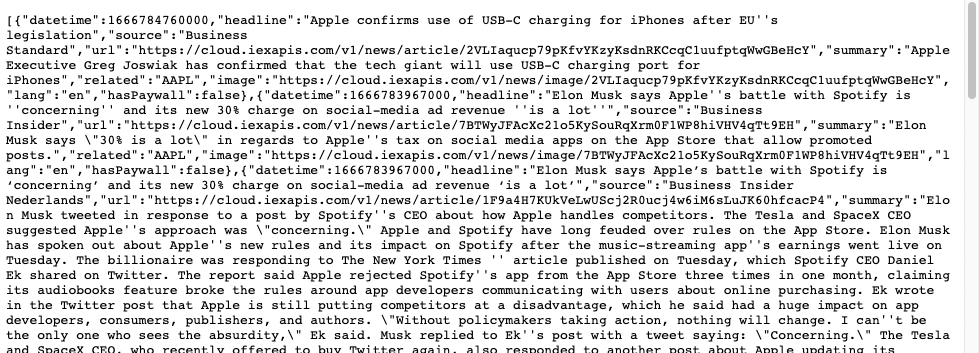 [{"datetime":1666784760000,"headline":"Apple confirms use of USB-C charging for iPhones after EU''s
legislation","source":"Business
Standard","url":"https://cloud.iexapis.com/v1/news/article/2VLIaqucp79pKfvYKzyKsdnRKCcqC1uufptqWwGBeHcY","summary":"Apple
Executive Greg Joswiak has confirmed that the tech giant will use USB-C charging port for
iPhones","related":"AAPL","image":"https://cloud.iexapis.com/v1/news/image/2VLIaqucp79pKfvYKzyKsdnRKCcqC1uufptqWwGBeHcY",
"lang":"en","hasPaywall":false},{"datetime":1666783967000,"headline":"Elon Musk says Apple''s battle with Spotify is
''concerning'' and its new 30% charge on social-media ad revenue ''is a lot''","source":"Business
Insider","url":"https://cloud.iexapis.com/v1/news/article/7BTWyJFAcXc21o5KySouRqXrm0F1WP8hiVHV4qTt9EH","summary":"Elon
Musk says \"30% is a lot\" in regards to Apple''s tax on social media apps on the App Store that allow promoted
posts.","related":"AAPL","image":"https://cloud.iexapis.com/v1/news/image/7BTWyJFAcXc21o5KySouRqXrm0F1WP8hiVHV4qTt9EH","l
ang":"en","hasPaywall":false},{"datetime":1666783967000,"headline":"Elon Musk says Apple’s battle with Spotify is
‘concerning’ and its new 30% charge on social-media ad revenue ‘is a lot’","source":"Business Insider
Nederlands","url":"https://cloud.iexapis.com/v1/news/article/1F9a4H7KUkVeLwUScj2R0ucj4w6iM6sLuJK60hfcacP4","summary":"Elo
n Musk tweeted in response to a post by Spotify''s CEO about how Apple handles competitors. The Tesla and SpaceX CEO
suggested Apple''s approach was \"concerning.\" Apple and Spotify have long feuded over rules on the App Store. Elon Musk
has spoken out about Apple''s new rules and its impact on Spotify after the music-streaming app''s earnings went live on
Tuesday. The billionaire was responding to The New York Times '' article published on Tuesday, which Spotify CEO Daniel
Ek shared on Twitter. The report said Apple rejected Spotify''s app from the App Store three times in one month, claiming
its audiobooks feature broke the rules around app developers communicating with users about online purchasing. Ek wrote
in the Twitter post that Apple is still putting competitors at a disadvantage, which he said had a huge impact on app
developers, consumers, publishers, and authors. \"Without policymakers taking action, nothing will change. I can''t be
the only one who sees the absurdity,\" Ek said. Musk replied to Ek''s post with a tweet saying: \"Concerning.\" The Tesla
and SpaceX CEO, who recently offered to buy Twitter again, also responded to another post about Apple updating its